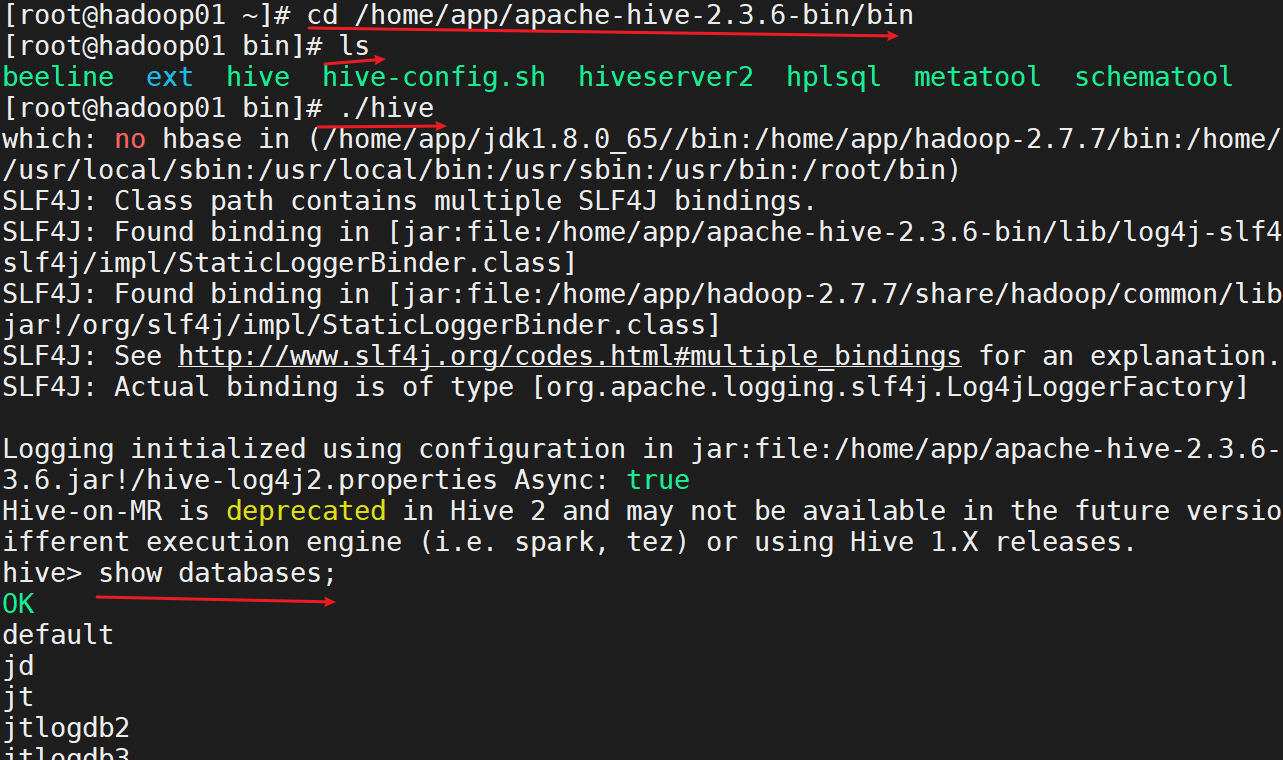 [root@hadoop01 ~]# cd /home/app/apache-hive-2.3.6-bin/bin
[root@hadoop01 bin]# ls
beeline  ext  hive  hive-config.sh  hiveserver2  hplsql  metatool  schematool
[root@hadoop01 bin]# ./hive
which: no hbase in (/home/app/jdk1.8.0_65//bin:/home/app/hadoop-2.7.7/bin:/home/
/usr/local/sbin:/usr/local/bin:/usr/sbin:/usr/bin:/root/bin)
SLF4J: Class path contains multiple SLF4J bindings.
SLF4J: Found binding in [jar:file:/home/app/apache-hive-2.3.6-bin/lib/log4j-slf4
slf4j/impl/StaticLoggerBinder.class]
SLF4J: Found binding in [jar:file:/home/app/hadoop-2.7.7/share/hadoop/common/lib
jar!/org/slf4j/impl/StaticLoggerBinder.class]
SLF4J: See http://www.slf4j.org/codes.html#multiple_bindings for an explanation.
SLF4J: Actual binding is of type [org.apache.logging.slf4j.Log4jLoggerFactory]
Logging initialized using configuration in jar:file:/home/app/apache-hive-2.3.6-
3.6.jar!/hive-log4j2.properties Async: true
Hive-on-MR is deprecated in Hive 2 and may not be available in the future versio
ifferent execution engine (i.e. spark, tez) or using Hive 1.X releases.
hive> show databases;
OK
default
jd
jt
jtlogdb2
jtlogdb3